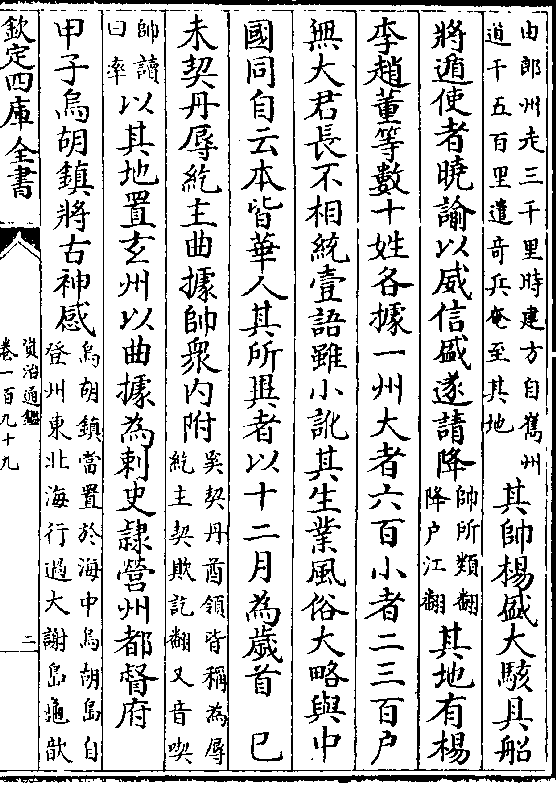 由郎州走三千里時建方自嶲州
道千五百里遣奇兵奄至其地
其帥楊盛大駭具船
將遁使者曉諭以威信盛遂請降
帥所類翻
降户江翻
其地有楊
李趙董等數十姓各據一州大者六百小者二三百户
無大君長不相統壹語雖小訛其生業風俗大略與中
國同自云本皆華人其所異者以十二月為歲首　己
未契丹辱紇主曲據帥衆内附
奚契丹酋領皆稱為辱
紇主契欺訖翻又音喫
帥讀
曰率
以其地置玄州以曲據為刺史隷營州都督府
甲子烏胡鎮將古神感
烏胡鎮當置於海中烏胡島自
登州東北海行過大謝島龜歆
欽定四庫全書
資治通鑑
卷一百九十九
二